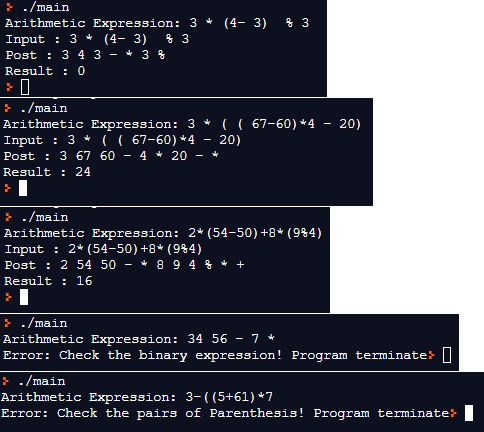 > ./main
Arithmetic Expression: 3 * (4- 3)  % 3
Input : 3 * (4- 3)  % 3
Post : 3 4 3 - * 3 %
Result : 0
>
> ./main
Arithmetic Expression: 3 * ( ( 67-60)*4 - 20)
Input : 3 * ( ( 67-60)*4 - 20)
Post : 3 67 60 - 4 * 20 - *
Result : 24
>
> ./main
Arithmetic Expression: 2*(54-50)+8*(9%4)
Input : 2*(54-50)+8*(9%4)
Post : 2 54 50 - * 8 9 4 % * +
Result : 16
>
> ./main
Arithmetic Expression: 34 56 - 7 *
Error: Check the binary expression! Program terminate>
> ./main
Arithmetic Expression: 3-((5+61)*7
Error: Check the pairs of Parenthesis! Program terminate>